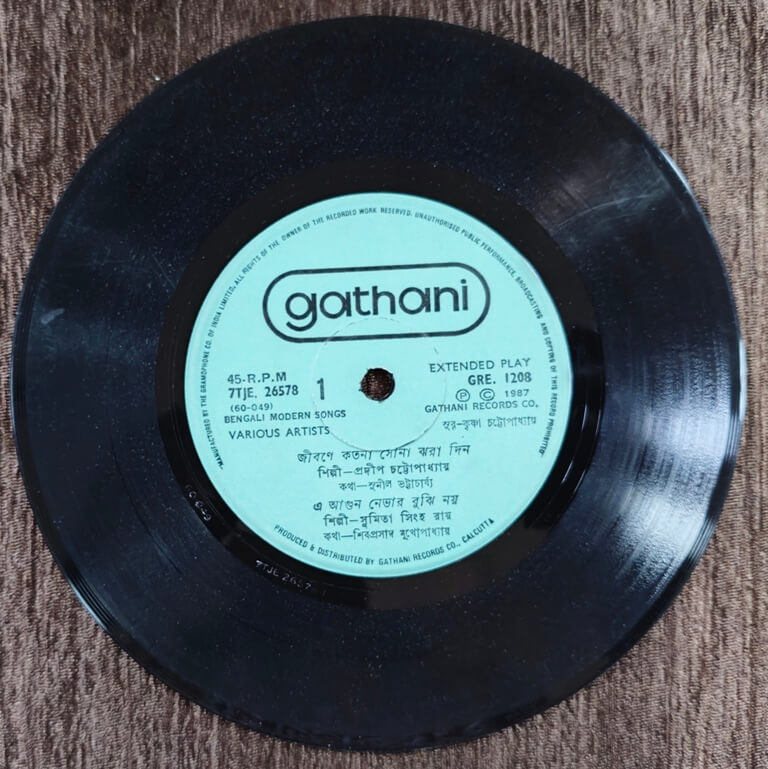 MANUFACTURED BY THE GRAMOPHONE CO. OF INDIA LIMITED. ALL RIGHTS OF THE OWNER OF THE RECORDED WORK RESERVED. UNAUTHORISED PUBLIC PERFORMANCE, BROADCASTING AND COPYING OF THIS RECORD PROHIBITED
gathani
45-R.P.M
7TJE. 26578
(60-049)
BENGALI MODERN SONGS
VARIOUS ARTISTS
1
EXTENDED PLAY
GRE. 1208
Ⓟ © 1987
GATHANI RECORDS CO.
সুর-কৃষ্ণা চট্টোপাধ্যায়
জীবণে কতনা সোনা ঝরা দিন
শিল্পী—প্রদীপ চট্টোপাধ্যায়
কথা—সুনীল ভট্টাচার্য্য
এ আগুন নেভার বুঝি নয়
শিল্পী—সুমিতা সিংহ রায়
কথা—শিবপ্রসাদ মুখোপাধ্যায়
PRODUCED & DISTRIBUTED BY GATHANI RECORDS CO., CALCUTTA